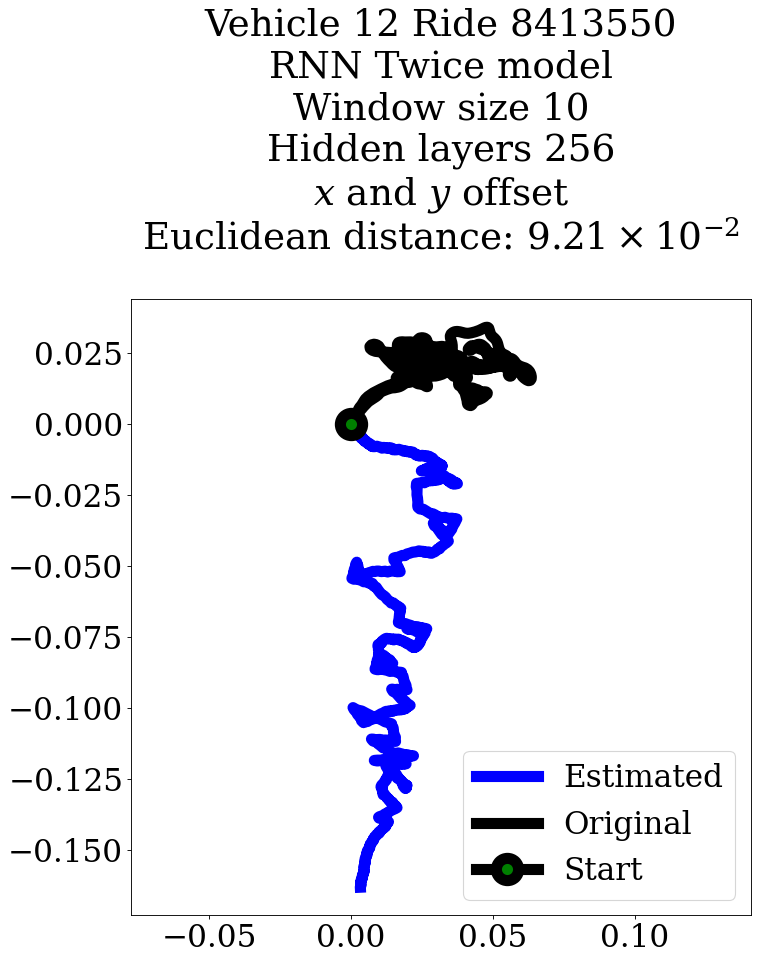 Vehicle 12 Ride 8413550
RNN Twice model
Window size 10
Hidden layers 256
x and y offset
Euclidean distance: 9.21 × 10⁻²
0.025
0.000
−0.025
−0.050
−0.075
−0.100
−0.125
−0.150
Estimated
Original
Start
−0.05 0.00 0.05 0.10